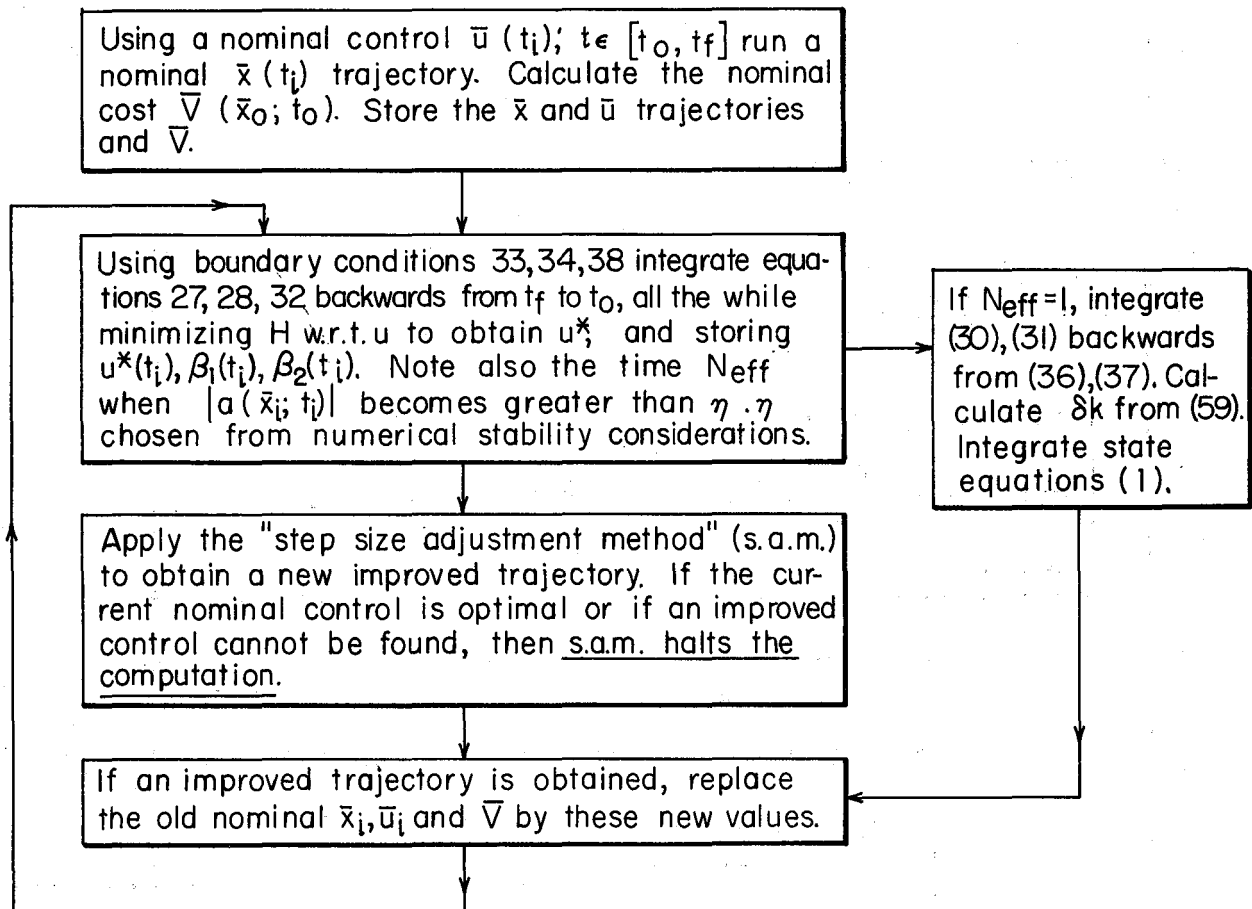 Using a nominal control ū (tᵢ); t ϵ [t₀, t_f] run a
nominal x̄ (tᵢ) trajectory. Calculate the nominal
cost V̄ (x̄₀; t₀). Store the x̄ and ū trajectories
and V̄.
Using boundary conditions 33,34,38 integrate equa-
tions 27, 28, 32 backwards from t_f to t₀, all the while
minimizing H w.r.t. u to obtain u*, and storing
u*(tᵢ), β₁(tᵢ), β₂(tᵢ). Note also the time N_eff
when |a(x̄ᵢ; tᵢ)| becomes greater than η . η
chosen from numerical stability considerations.
If N_eff = 1, integrate
(30),(31) backwards
from (36),(37). Cal-
culate δk from (59).
Integrate state
equations (1).
Apply the "step size adjustment method" (s.a.m.)
to obtain a new improved trajectory. If the cur-
rent nominal control is optimal or if an improved
control cannot be found, then s.a.m. halts the
computation.
If an improved trajectory is obtained, replace
the old nominal x̄ᵢ, ūᵢ and V̄ by these new values.